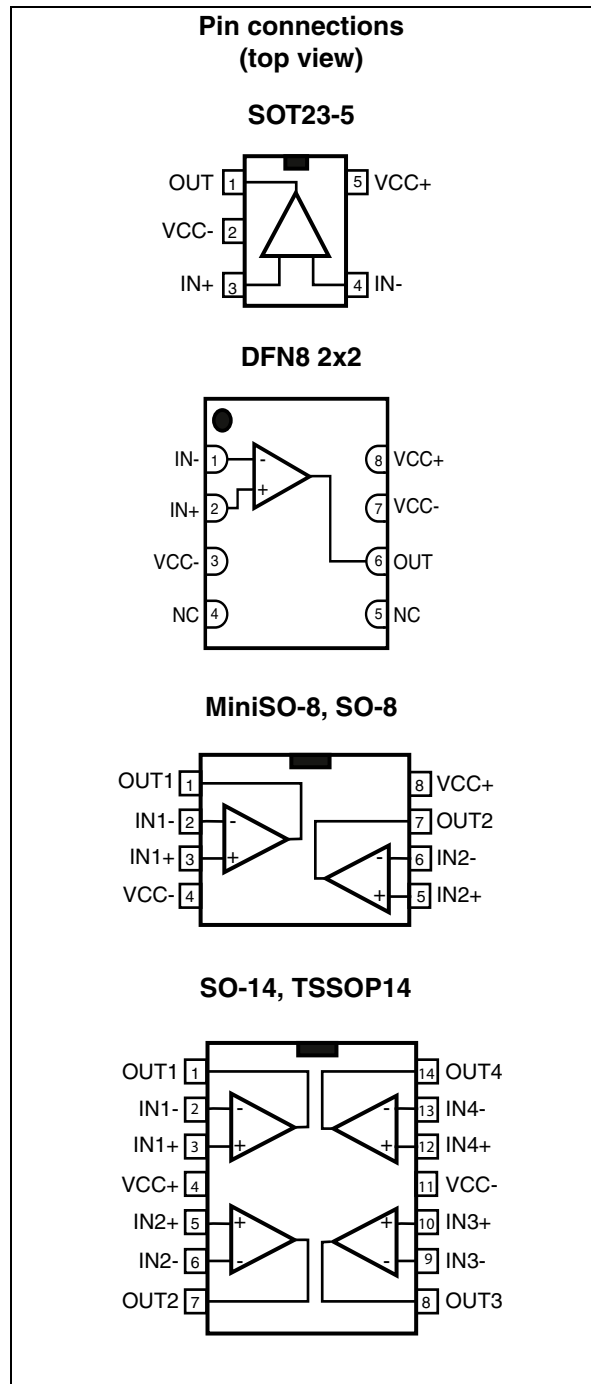 Pin connections
(top view)
SOT23-5
OUT 1 5 VCC+
VCC- 2
IN+ 3 4 IN-
DFN8 2x2
IN- 1 - 8 VCC+
IN+ 2 + 7 VCC-
VCC- 3 6 OUT
NC 4 5 NC
MiniSO-8, SO-8
OUT1 1 8 VCC+
IN1- 2 - 7 OUT2
IN1+ 3 + - 6 IN2-
VCC- 4 + 5 IN2+
SO-14, TSSOP14
OUT1 1 14 OUT4
IN1- 2 - - 13 IN4-
IN1+ 3 + + 12 IN4+
VCC+ 4 11 VCC-
IN2+ 5 + + 10 IN3+
IN2- 6 - - 9 IN3-
OUT2 7 8 OUT3